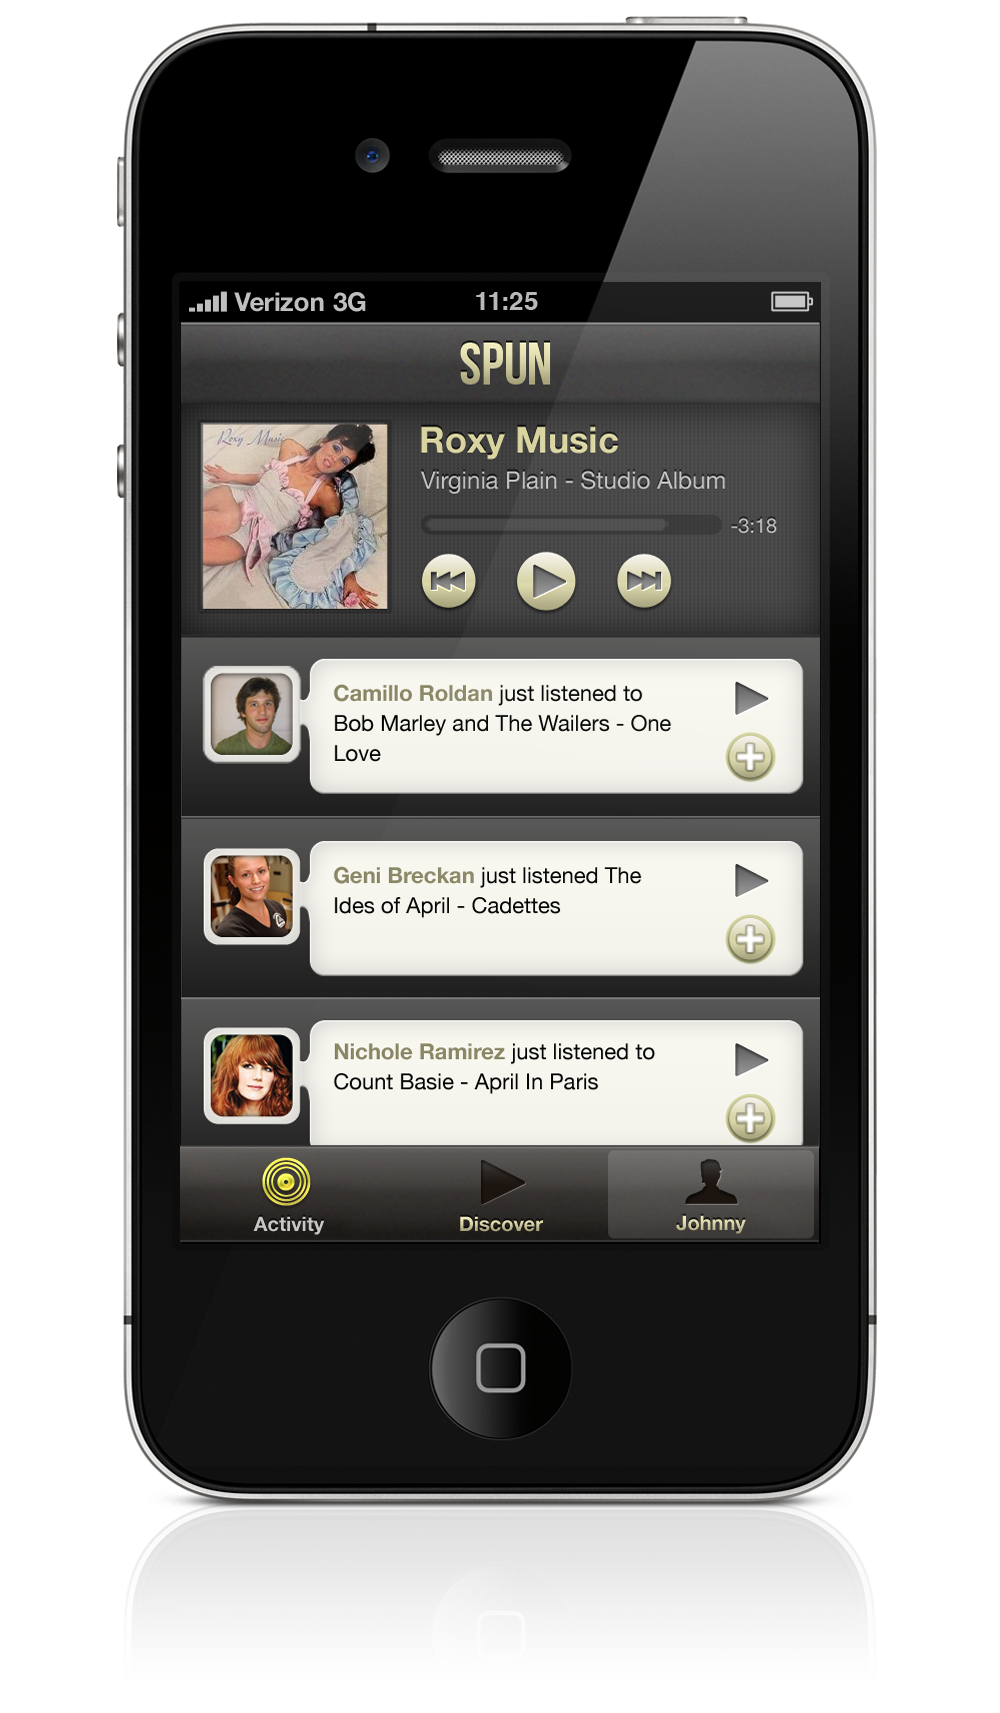 Verizon 3G 11:25
SPUN
Roxy Music
Roxy Music
Virginia Plain - Studio Album
-3:18
Camillo Roldan just listened to
Bob Marley and The Wailers - One
Love
Geni Breckan just listened The
Ides of April - Cadettes
Nichole Ramirez just listened to
Count Basie - April In Paris
Activity Discover Johnny